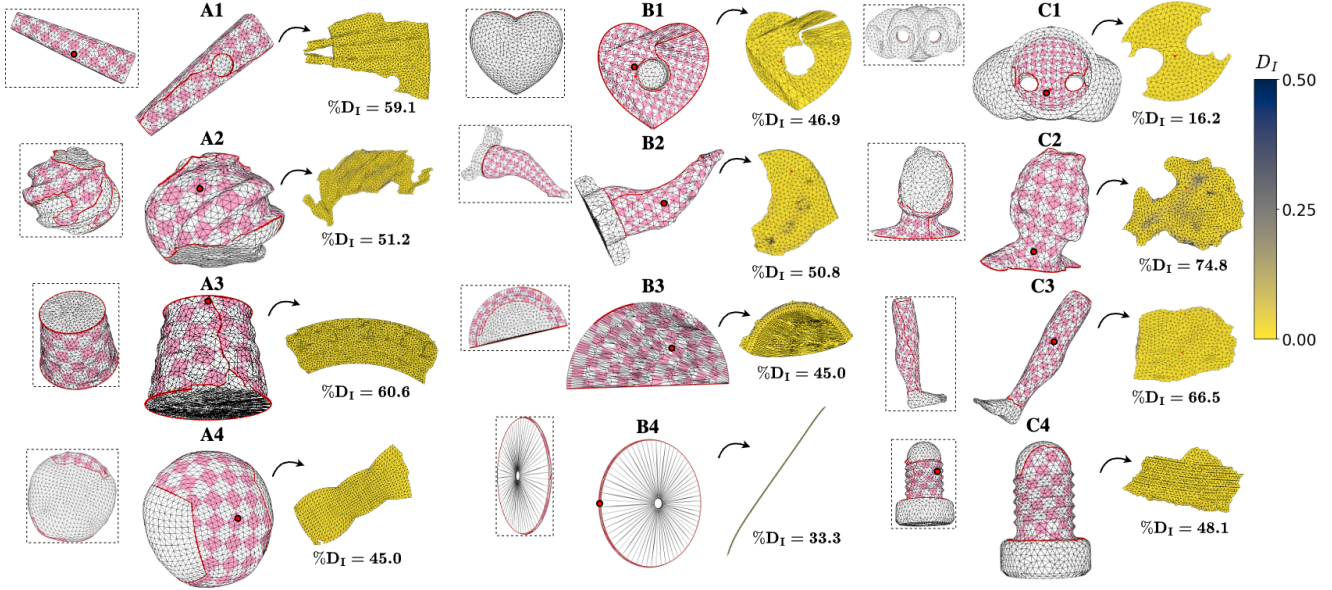 A1
%D_I = 59.1
B1
%D_I = 46.9
C1
%D_I = 16.2
A2
%D_I = 51.2
B2
%D_I = 50.8
C2
%D_I = 74.8
A3
%D_I = 60.6
B3
%D_I = 45.0
C3
%D_I = 66.5
A4
%D_I = 45.0
B4
%D_I = 33.3
C4
%D_I = 48.1
D_I
0.50
0.25
0.00